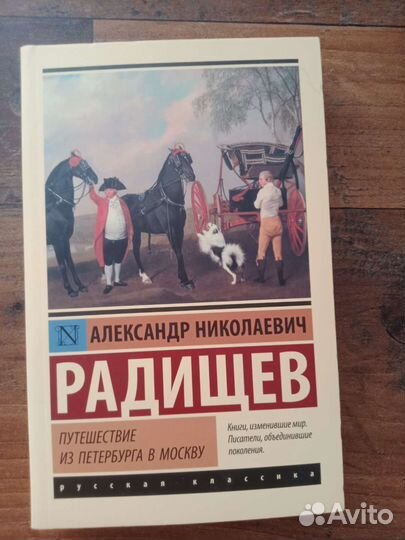 N
АЛЕКСАНДР НИКОЛАЕВИЧ
РАДИЩЕВ
ПУТЕШЕСТВИЕ
ИЗ ПЕТЕРБУРГА В МОСКВУ
Книги, изменившие мир.
Писатели, объединившие
поколения.
русская классика
Avito